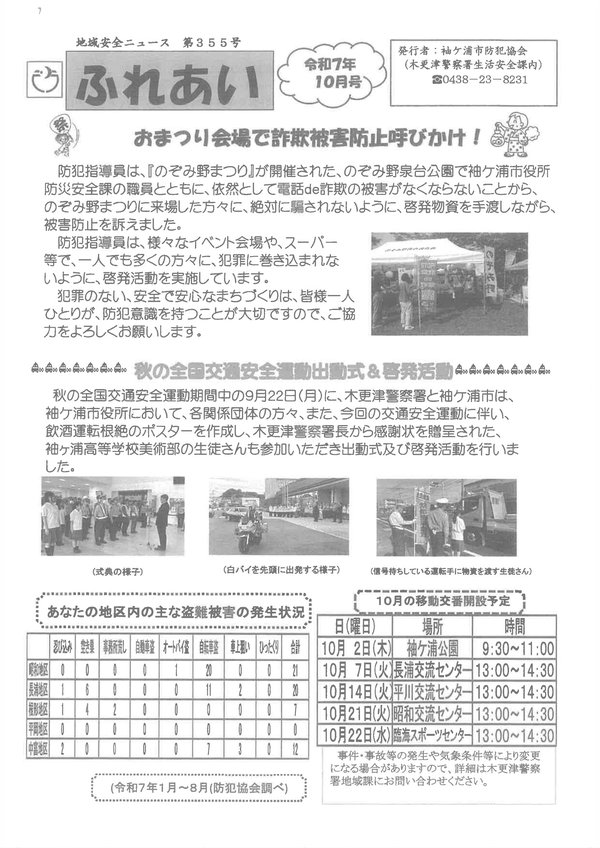 7
地域安全ニュース 第３５５号
ふれあい
令和７年
１０月号
発行者：袖ケ浦市防犯協会
（木更津警察署生活安全課内）
☎0438－23－8231
祭
おまつり会場で詐欺被害防止呼びかけ！
防犯指導員は、『のぞみ野まつり』が開催された、のぞみ野泉台公園で袖ケ浦市役所
防災安全課の職員とともに、依然として電話de詐欺の被害がなくならないことから、
のぞみ野まつりに来場した方々に、絶対に騙されないように、啓発物資を手渡しながら、
被害防止を訴えました。
防犯指導員は、様々なイベント会場や、スーパー
等で、一人でも多くの方々に、犯罪に巻き込まれな
いように、啓発活動を実施しています。
犯罪のない、安全で安心なまちづくりは、皆様一人
ひとりが、防犯意識を持つことが大切ですので、ご協
力をよろしくお願いします。
秋の全国交通安全運動出動式＆啓発活動
秋の全国交通安全運動期間中の９月２２日（月）に、木更津警察署と袖ケ浦市は、
袖ケ浦市役所において、各関係団体の方々、また、今回の交通安全運動に伴い、
飲酒運転根絶のポスターを作成し、木更津警察署長から感謝状を贈呈された、
袖ヶ浦高等学校美術部の生徒さんも参加いただき出動式及び啓発活動を行いま
した。
（式典の様子）
（白バイを先頭に出発する様子）
（信号待ちしている運転手に物資を渡す生徒さん）
あなたの地区内の主な盗難被害の発生状況
忍び込み 空き巣 事務所荒し 自動車盗 オートバイ盗 自転車盗 車上狙い ひったくり 合計
昭和地区 0 0 0 0 0 20 1 0 21
長浦地区 1 6 0 0 0 11 2 0 20
根形地区 1 4 2 0 0 0 0 0 7
平岡地区 0 0 0 0 0 0 0 0 0
中富地区 2 0 0 0 0 7 3 0 12
（令和７年１月～８月（防犯協会調べ）
１０月の移動交番開設予定
日（曜日） 場所 時間
10月 2日（木） 袖ケ浦公園 9:30～11:00
10月 7日（火） 長浦交流センター 13:00～14:30
10月14日（火） 平川交流センター 13:00～14:30
10月21日（火） 昭和交流センター 13:00～14:30
10月22日（水） 臨海スポーツセンター 13:00～14:30
事件・事故等の発生や気象条件等により変更
になる場合がありますので、詳細は木更津警察
署地域課にお問い合わせください。